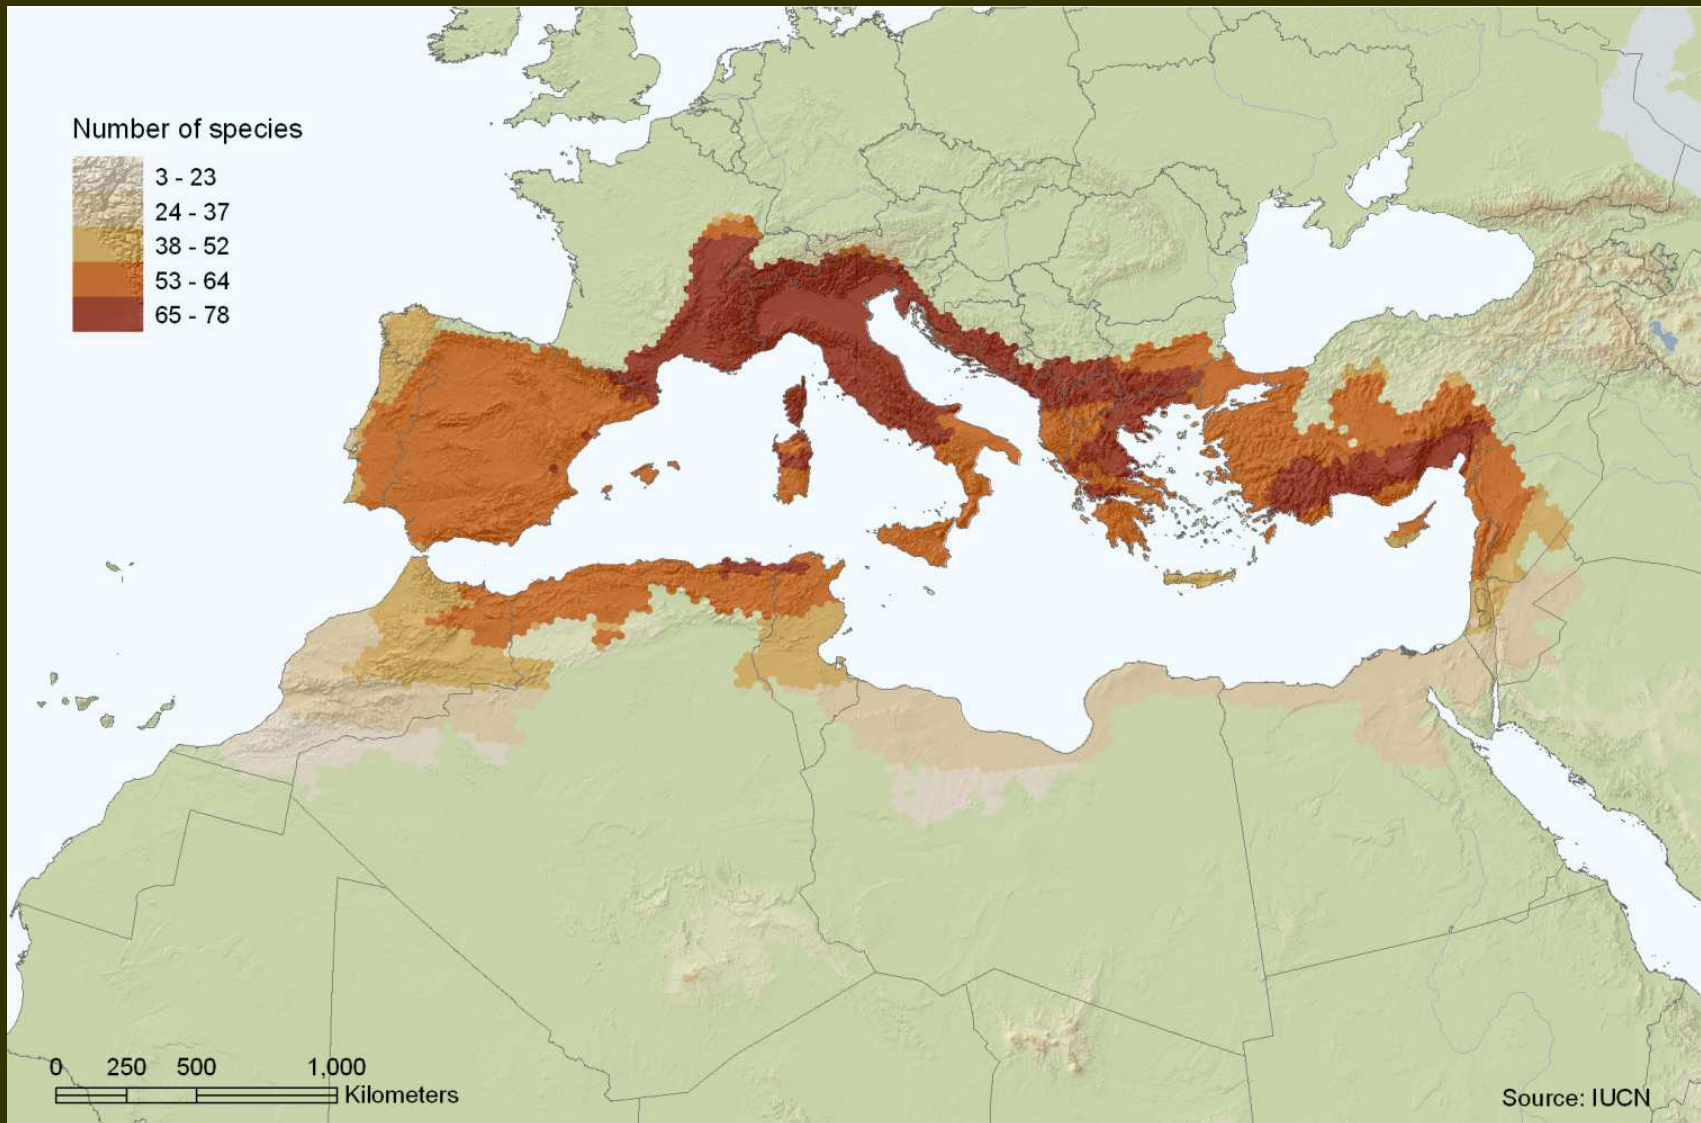 Number of species
3 - 23
24 - 37
38 - 52
53 - 64
65 - 78
0 250 500 1,000
Kilometers
Source: IUCN